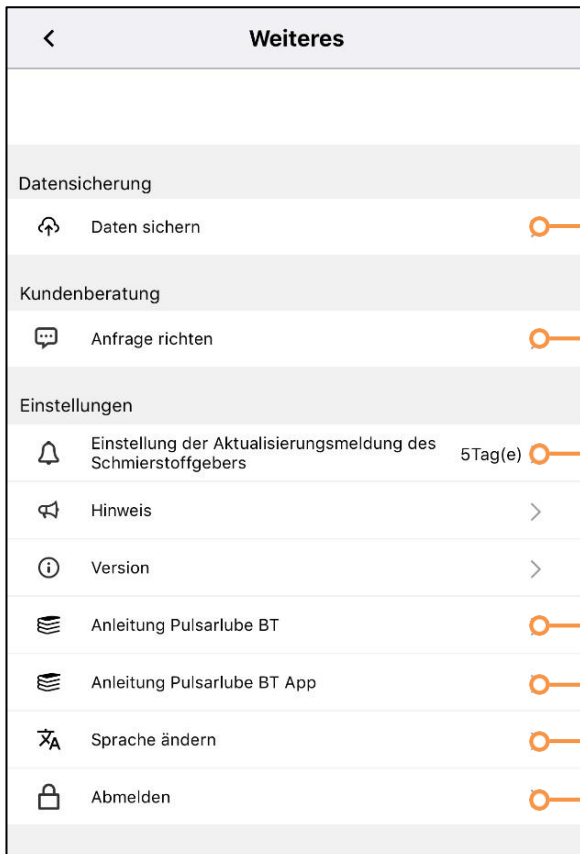 Weiteres
Datensicherung
Daten sichern
Kundenberatung
Anfrage richten
Einstellungen
Einstellung der Aktualisierungsmeldung des
Schmierstoffgebers
5Tag(e)
Hinweis
Version
Anleitung Pulsarlube BT
Anleitung Pulsarlube BT App
Sprache ändern
Abmelden